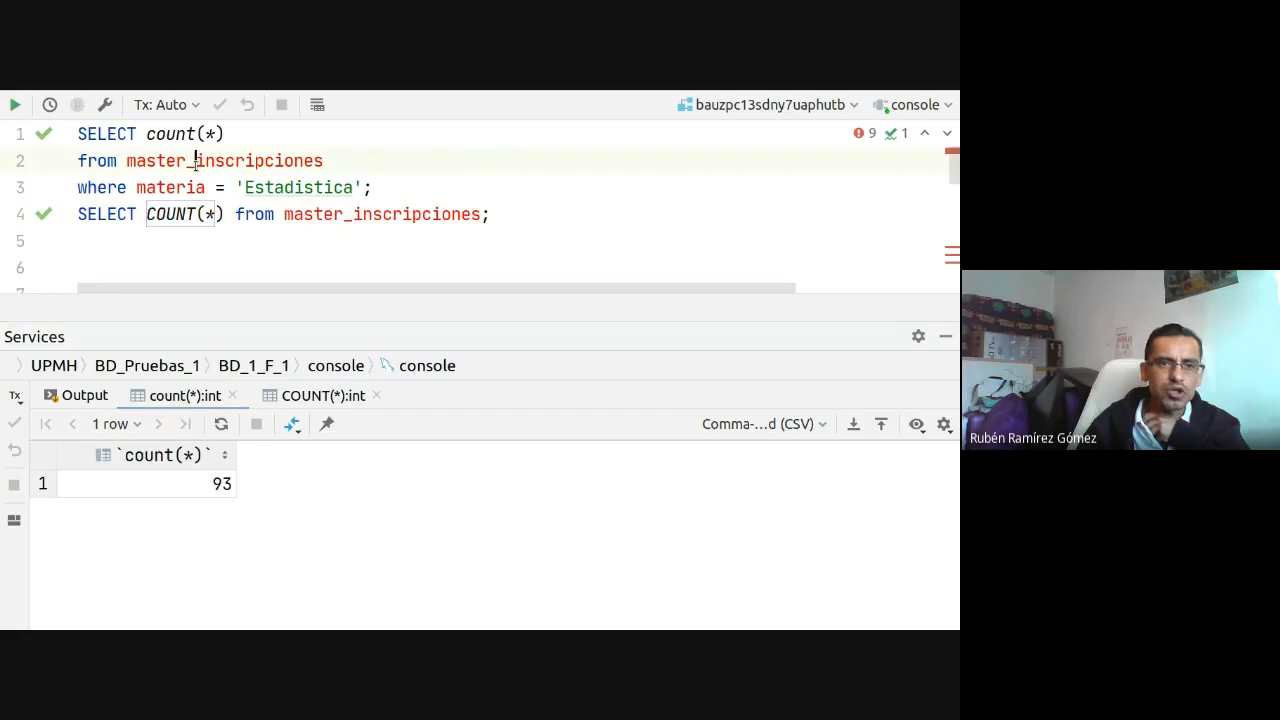 Tx: Auto
bauzpc13sdny7uaphutb
console
1 SELECT count(*)
9 1
2 from master_inscripciones
3 where materia = 'Estadistica';
4 SELECT COUNT(*) from master_inscripciones;
5
6
Services
UPMH BD_Pruebas_1 BD_1_F_1 console console
Tx
Output count(*):int COUNT(*):int
1 row
Comma-...d (CSV)
`count(*)`
1 93
Rubén Ramírez Gómez